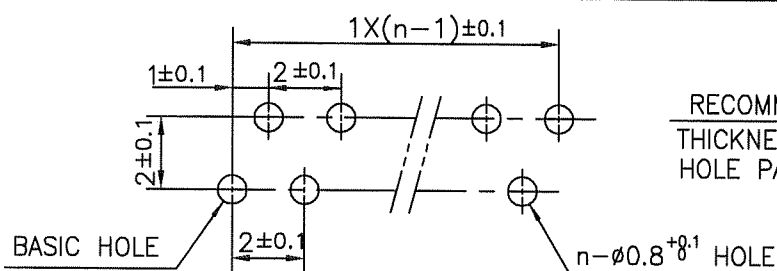 1X(n-1)±0.1
1±0.1
2±0.1
2±0.1
BASIC HOLE
2±0.1
n-ø0.8+0.1 0 HOLE
THICKNE
HOLE PA
RECOMM